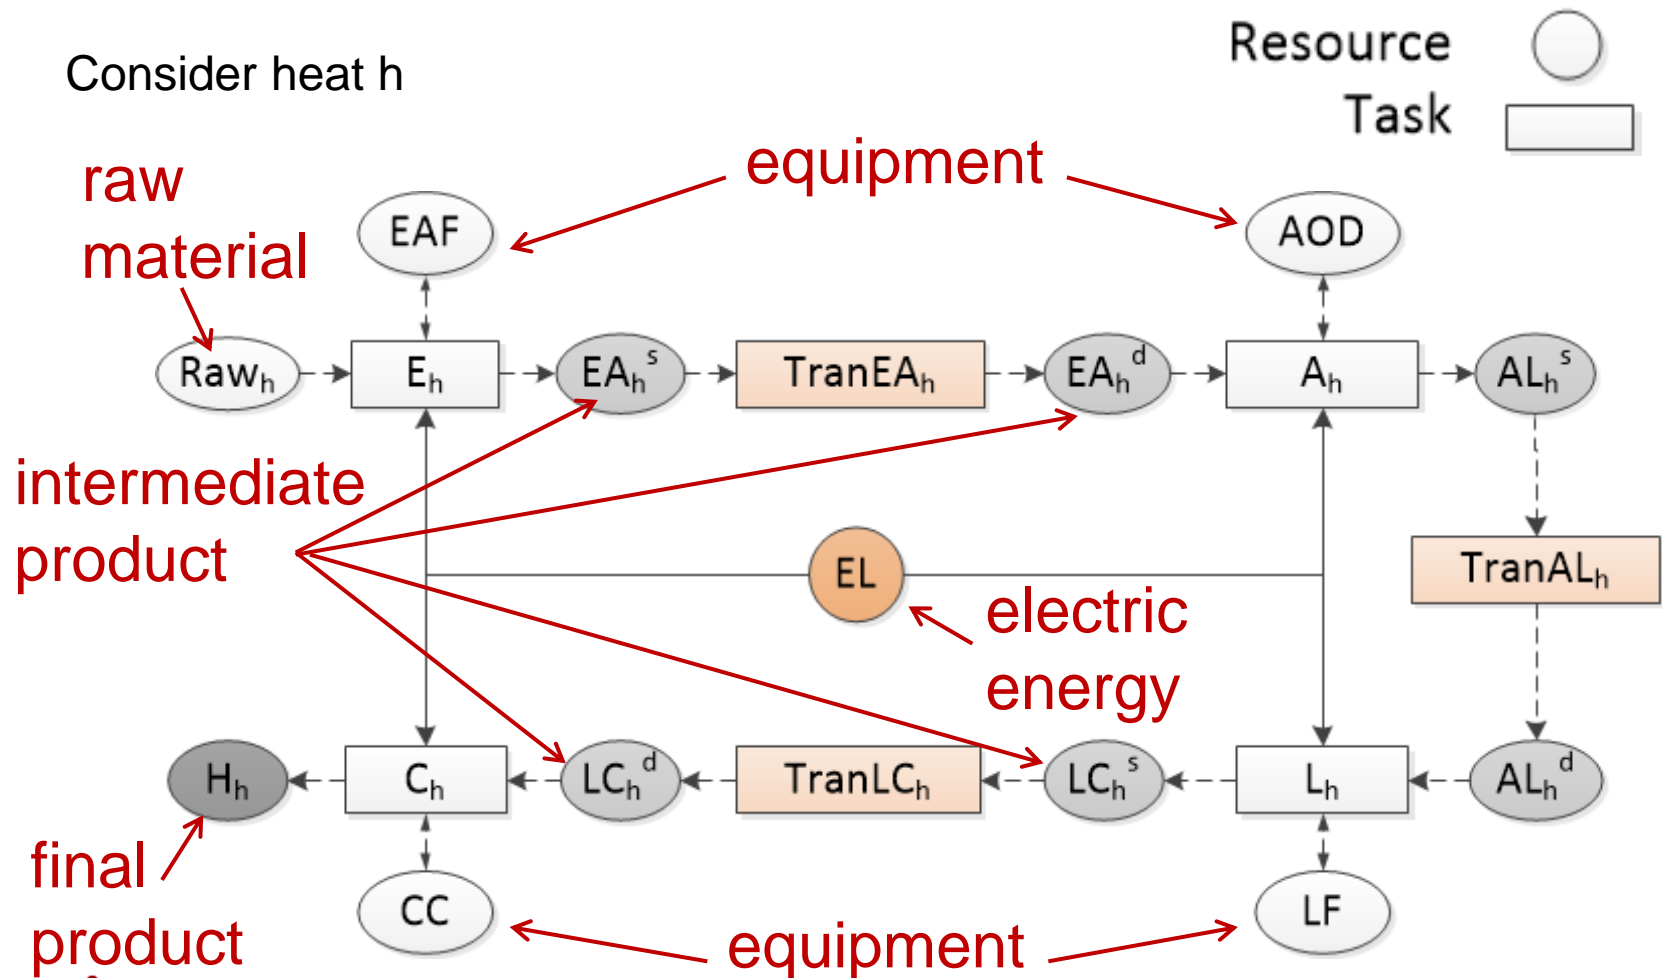 Consider heat h
Resource
Task
raw
material
equipment
EAF
AOD
Rawₕ
Eₕ
EAₕˢ
TranEAₕ
EAₕᵈ
Aₕ
ALₕˢ
intermediate
product
EL
electric
energy
TranALₕ
Hₕ
Cₕ
LCₕᵈ
TranLCₕ
LCₕˢ
Lₕ
ALₕᵈ
final
product
CC
LF
equipment